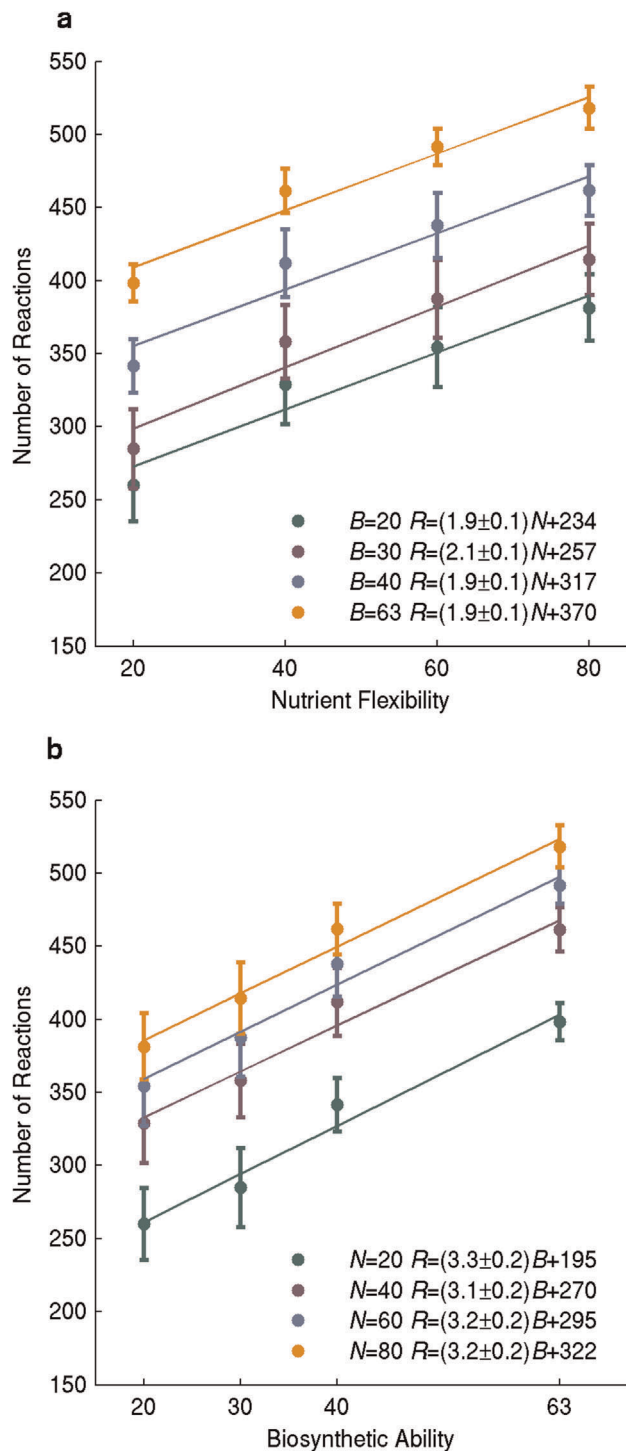 a
550
500
450
400
350
300
250
200
150
Number of Reactions
B=20 R=(1.9±0.1)N+234
B=30 R=(2.1±0.1)N+257
B=40 R=(1.9±0.1)N+317
B=63 R=(1.9±0.1)N+370
20 40 60 80
Nutrient Flexibility
b
550
500
450
400
350
300
250
200
150
Number of Reactions
N=20 R=(3.3±0.2)B+195
N=40 R=(3.1±0.2)B+270
N=60 R=(3.2±0.2)B+295
N=80 R=(3.2±0.2)B+322
20 30 40 63
Biosynthetic Ability